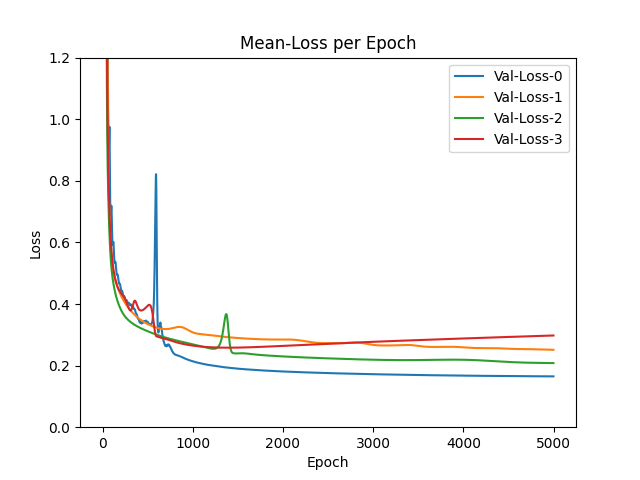 Mean-Loss per Epoch
Loss
1.2
1.0
0.8
0.6
0.4
0.2
0.0
Val-Loss-0
Val-Loss-1
Val-Loss-2
Val-Loss-3
0 1000 2000 3000 4000 5000
Epoch